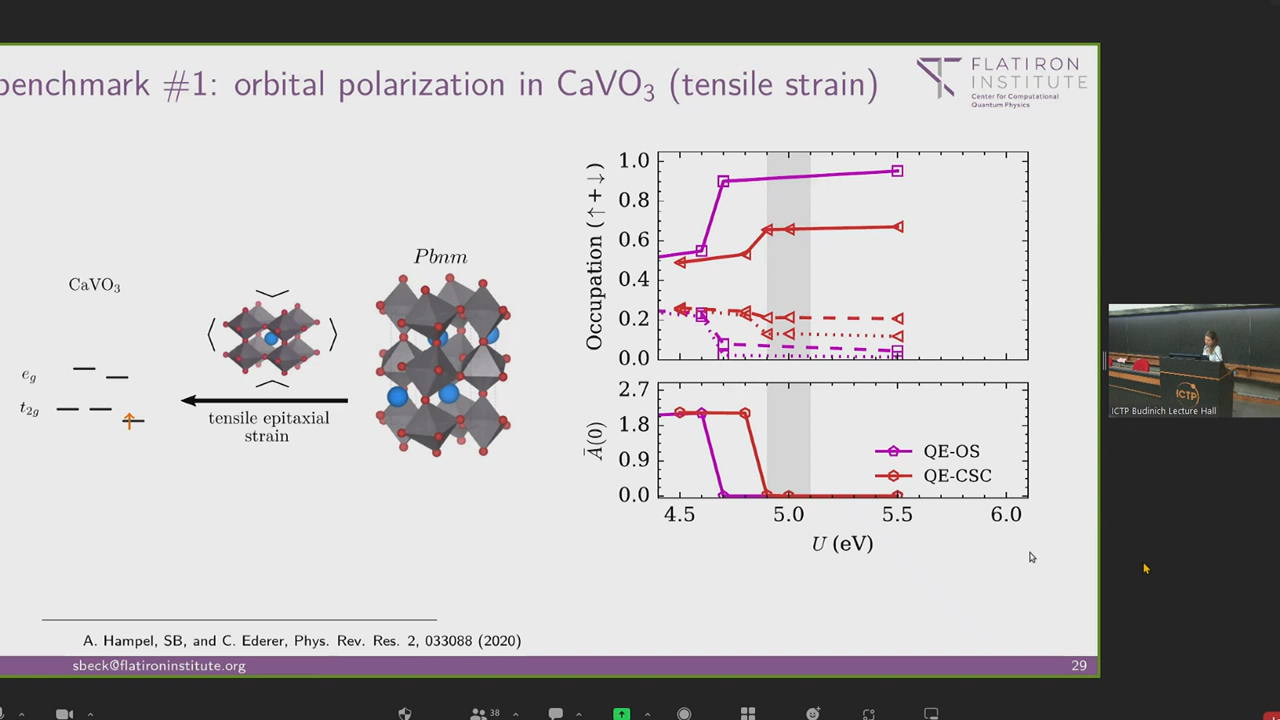 benchmark #1: orbital polarization in CaVO₃ (tensile strain)
FLATIRON
INSTITUTE
Center for Computational
Quantum Physics
CaVO₃
e_g
t_2g
tensile epitaxial
strain
Pbnm
Occupation (↑ + ↓)
1.0
0.8
0.6
0.4
0.2
0.0
Ā(0)
2.7
1.8
0.9
0.0
QE-OS
QE-CSC
4.5 5.0 5.5 6.0
U (eV)
A. Hampel, SB, and C. Ederer, Phys. Rev. Res. 2, 033088 (2020)
sbeck@flatironinstitute.org
29
ICTP
ICTP Budinich Lecture Hall
38